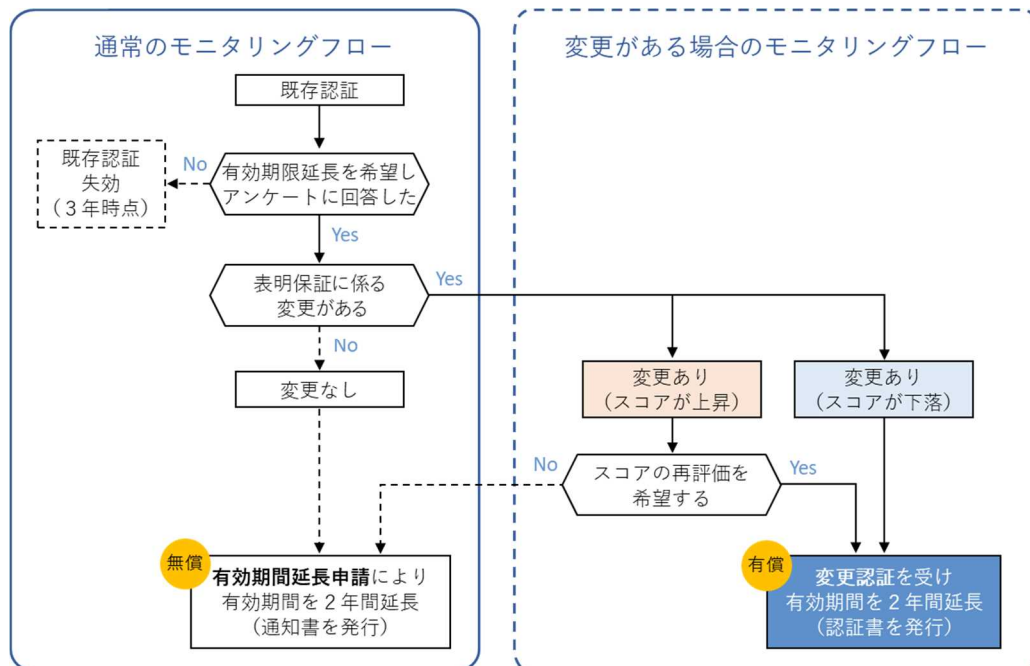 通常のモニタリングフロー
既存認証
有効期限延長を希望し
アンケートに回答した
No
既存認証
失効
（３年時点）
Yes
表明保証に係る
変更がある
Yes
No
変更なし
無償
有効期間延長申請により
有効期間を２年間延長
（通知書を発行）
変更がある場合のモニタリングフロー
変更あり
（スコアが上昇）
変更あり
（スコアが下落）
スコアの再評価を
希望する
No
Yes
有償
変更認証を受け
有効期間を２年間延長
（認証書を発行）